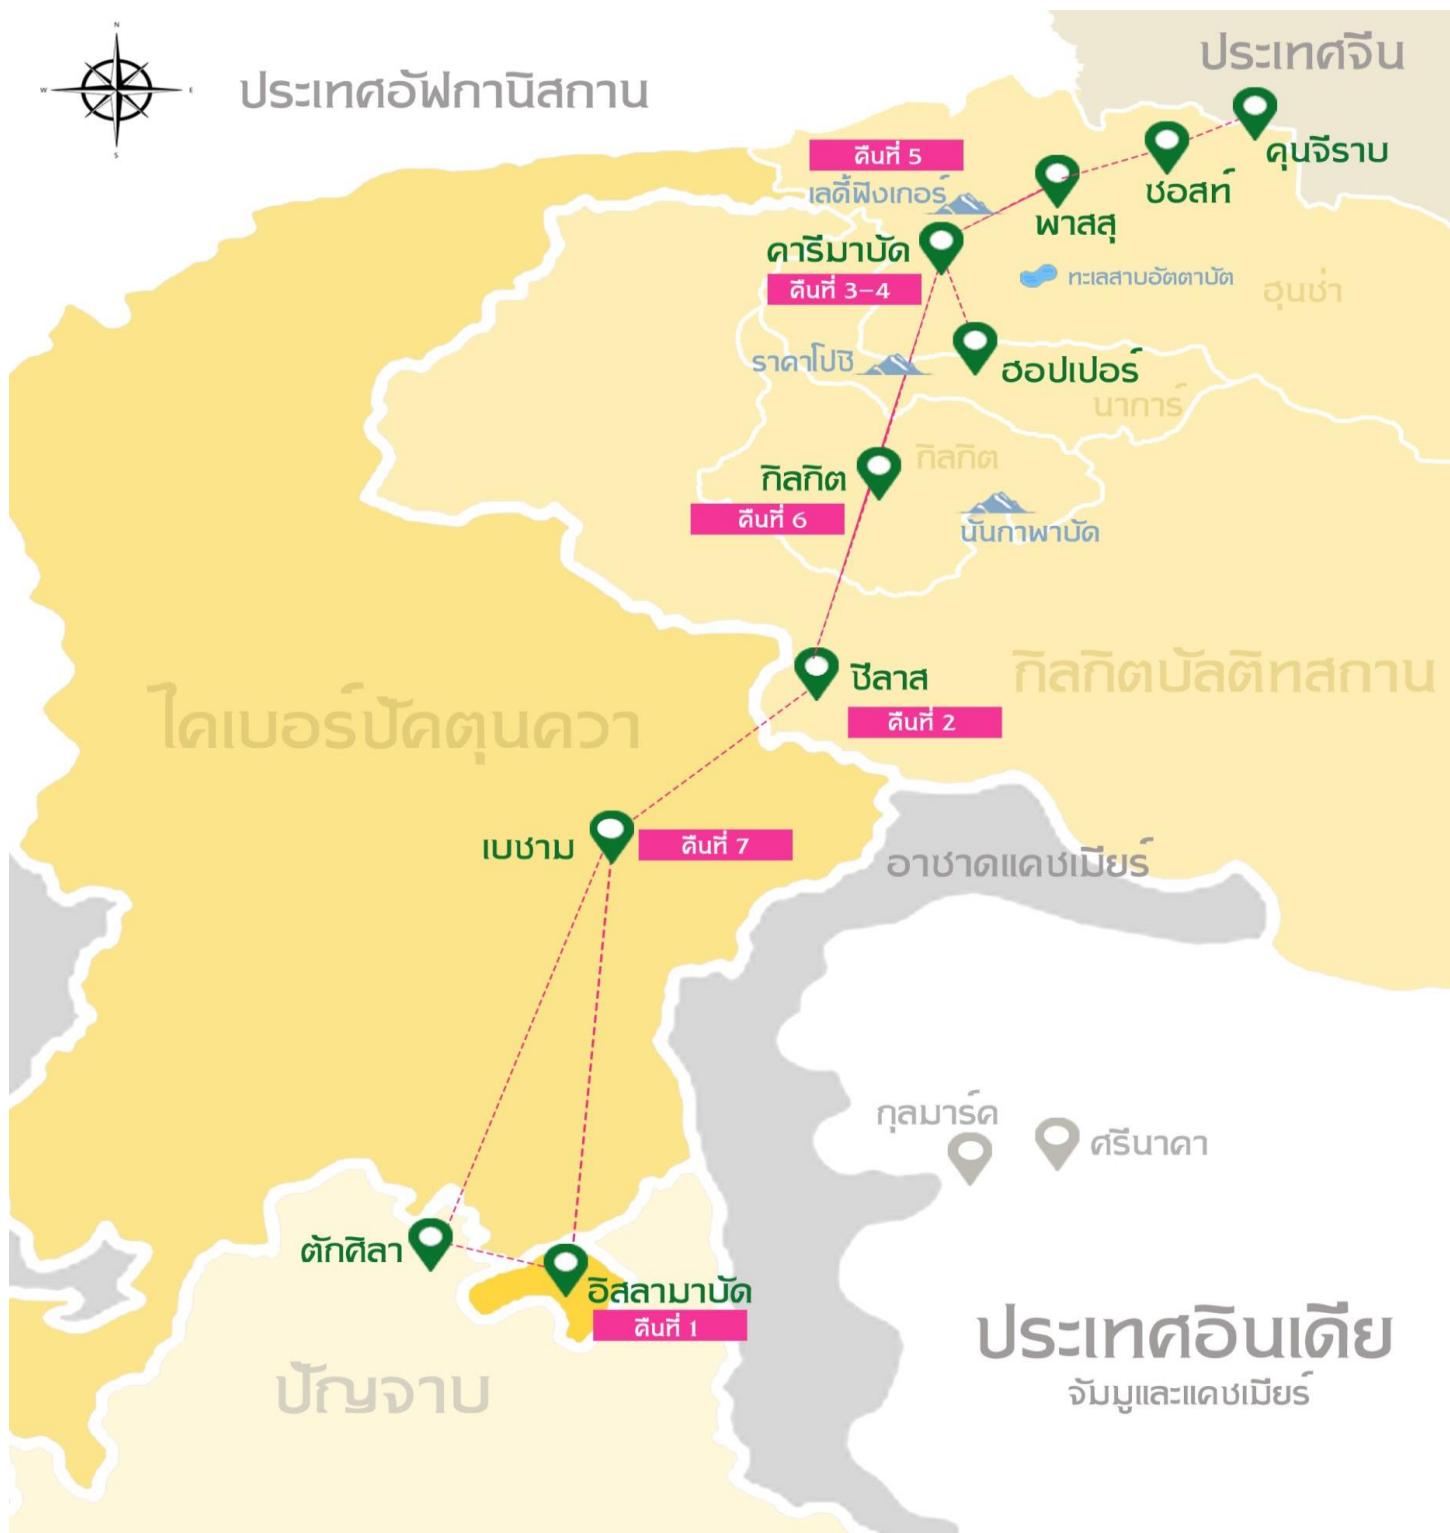 N
W
E
S
ประเทศอัฟกานิสถาน
ประเทศจีน
คืนที่ 5
คุนจีราบ
เลดี้ฟิงเกอร์
ซอสท์
พาสสุ
คารีมาบัด
คืนที่ 3-4
ทะเลสาบอัตตาบัต
ฮุนซ่า
ราคาโปชิ
ฮอปเปอร์
นาการ์
กิลกิต
กิลกิต
คืนที่ 6
นันกาพาบัด
ชีลาส
กิลกิตบัลติทสถาน
คืนที่ 2
ไคเบอร์ปัคตุนควา
เบชาม
คืนที่ 7
อาซาดแคชเมียร์
กุลมาร์ค
ศรีนาคา
ตักศิลา
อิสลามาบัด
คืนที่ 1
ประเทศอินเดีย
จัมมูและแคชเมียร์
ปัญจาบ